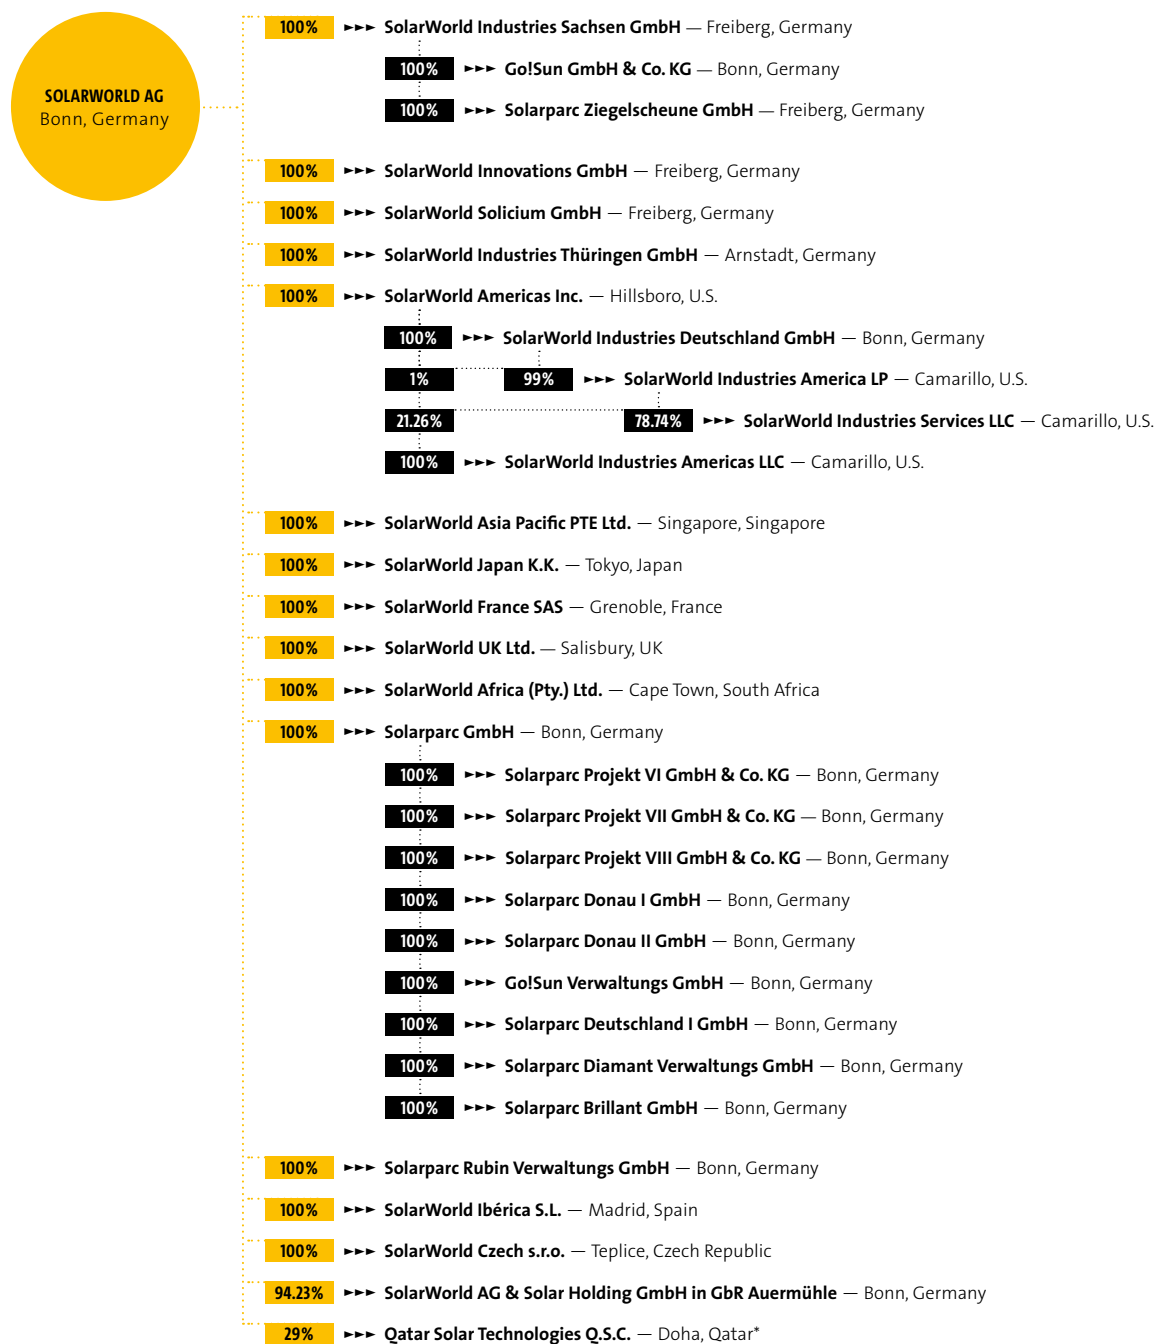 SOLARWORLD AG
Bonn, Germany
100% ►►► SolarWorld Industries Sachsen GmbH — Freiberg, Germany
100% ►►► Go!Sun GmbH & Co. KG — Bonn, Germany
100% ►►► Solarparc Ziegelscheune GmbH — Freiberg, Germany
100% ►►► SolarWorld Innovations GmbH — Freiberg, Germany
100% ►►► SolarWorld Solicium GmbH — Freiberg, Germany
100% ►►► SolarWorld Industries Thüringen GmbH — Arnstadt, Germany
100% ►►► SolarWorld Americas Inc. — Hillsboro, U.S.
100% ►►► SolarWorld Industries Deutschland GmbH — Bonn, Germany
1% 99% ►►► SolarWorld Industries America LP — Camarillo, U.S.
21.26% 78.74% ►►► SolarWorld Industries Services LLC — Camarillo, U.S.
100% ►►► SolarWorld Industries Americas LLC — Camarillo, U.S.
100% ►►► SolarWorld Asia Pacific PTE Ltd. — Singapore, Singapore
100% ►►► SolarWorld Japan K.K. — Tokyo, Japan
100% ►►► SolarWorld France SAS — Grenoble, France
100% ►►► SolarWorld UK Ltd. — Salisbury, UK
100% ►►► SolarWorld Africa (Pty.) Ltd. — Cape Town, South Africa
100% ►►► Solarparc GmbH — Bonn, Germany
100% ►►► Solarparc Projekt VI GmbH & Co. KG — Bonn, Germany
100% ►►► Solarparc Projekt VII GmbH & Co. KG — Bonn, Germany
100% ►►► Solarparc Projekt VIII GmbH & Co. KG — Bonn, Germany
100% ►►► Solarparc Donau I GmbH — Bonn, Germany
100% ►►► Solarparc Donau II GmbH — Bonn, Germany
100% ►►► Go!Sun Verwaltungs GmbH — Bonn, Germany
100% ►►► Solarparc Deutschland I GmbH — Bonn, Germany
100% ►►► Solarparc Diamant Verwaltungs GmbH — Bonn, Germany
100% ►►► Solarparc Brillant GmbH — Bonn, Germany
100% ►►► Solarparc Rubin Verwaltungs GmbH — Bonn, Germany
100% ►►► SolarWorld Ibérica S.L. — Madrid, Spain
100% ►►► SolarWorld Czech s.r.o. — Teplice, Czech Republic
94.23% ►►► SolarWorld AG & Solar Holding GmbH in GbR Auermühle — Bonn, Germany
29% ►►► Qatar Solar Technologies Q.S.C. — Doha, Qatar*